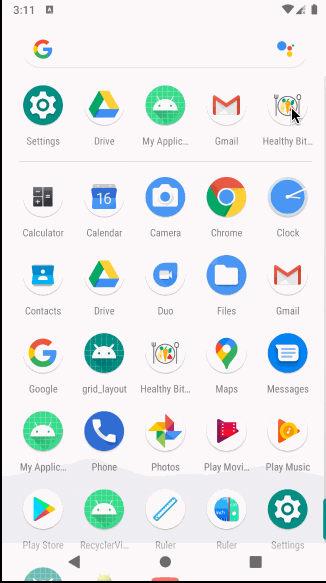 3:11
Settings Drive My Applic... Gmail Healthy Bit...
16
Calculator Calendar Camera Chrome Clock
Contacts Drive Duo Files Gmail
Google grid_layout Healthy Bit... Maps Messages
My Applic... Phone Photos Play Movi... Play Music
Play Store RecyclerVi... Ruler Ruler Settings